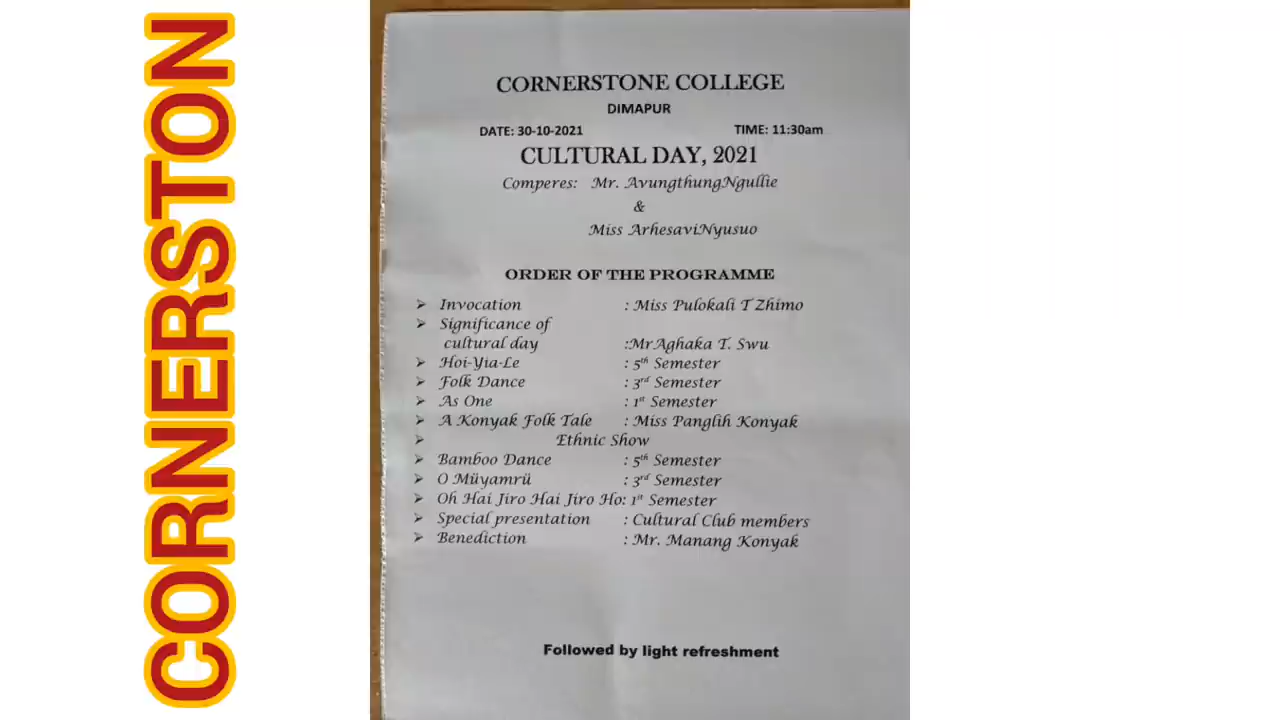 CORNERSTON
CORNERSTONE COLLEGE
DIMAPUR
DATE: 30-10-2021 TIME: 11:30am
CULTURAL DAY, 2021
Comperes: Mr. AvungthungNgullie
&
Miss ArhesaviNyusuo
ORDER OF THE PROGRAMME
➢ Invocation : Miss Pulokali T Zhimo
➢ Significance of
cultural day :MrAghaka T. Swu
➢ Hoi-Yia-Le : 5th Semester
➢ Folk Dance : 3rd Semester
➢ As One : 1st Semester
➢ A Konyak Folk Tale : Miss Panglih Konyak
➢ Ethnic Show
➢ Bamboo Dance : 5th Semester
➢ O Müyamrü : 3rd Semester
➢ Oh Hai Jiro Hai Jiro Ho: 1st Semester
➢ Special presentation : Cultural Club members
➢ Benediction : Mr. Manang Konyak
Followed by light refreshment